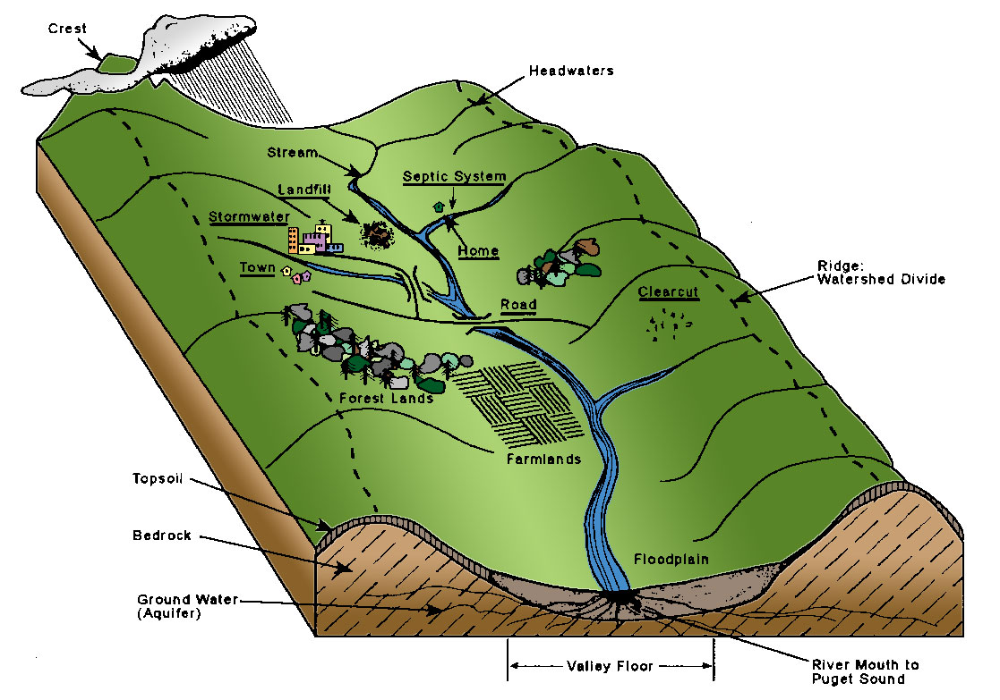 Crest
Headwaters
Stream
Septic System
Landfill
Stormwater
Home
Town
Ridge:
Watershed Divide
Clearcut
Road
Forest Lands
Farmlands
Topsoil
Bedrock
Floodplain
Ground Water
(Aquifer)
Valley Floor
River Mouth to
Puget Sound